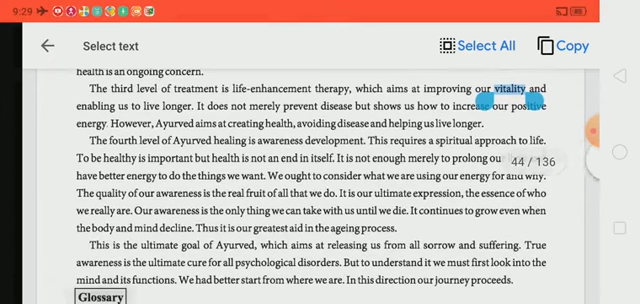 9:29
Select text
Select All
Copy
health is an ongoing concern.
The third level of treatment is life-enhancement therapy, which aims at improving our vitality and
enabling us to live longer. It does not merely prevent disease but shows us how to increase our positive
energy. However, Ayurved aims at creating health, avoiding disease and helping us live longer.
The fourth level of Ayurved healing is awareness development. This requires a spiritual approach to life.
To be healthy is important but health is not an end in itself. It is not enough merely to prolong ou
44 / 136
have better energy to do the things we want. We ought to consider what we are using our energy for and why.
The quality of our awareness is the real fruit of all that we do. It is our ultimate expression, the essence of who
we really are. Our awareness is the only thing we can take with us until we die. It continues to grow even when
the body and mind decline. Thus it is our greatest aid in the ageing process.
This is the ultimate goal of Ayurved, which aims at releasing us from all sorrow and suffering. True
awareness is the ultimate cure for all psychological disorders. But to understand it we must first look into the
mind and its functions. We had better start from where we are. In this direction our journey proceeds.
Glossary